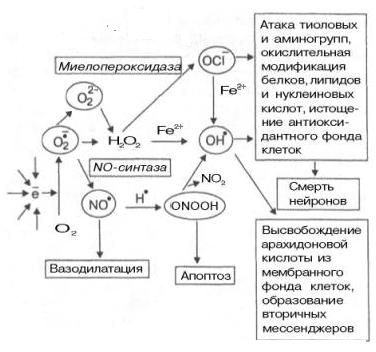 Миелопероксидаза
OCl⁻
Атака тиоловых
и аминогрупп,
окислительная
модификация
белков, липидов
и нуклеиновых
кислот, истоще-
ние антиокси-
дантного фонда
клеток
O₂²⁻
Fe²⁺
O₂•̄
H₂O₂
Fe²⁺
OH•
NO-синтаза
NO₂
Смерть
нейронов
ē
NO•
H•
ONOOH
O₂
Высвобождение
арахидоновой
кислоты из
мембранного
фонда клеток,
образование
вторичных
мессенджеров
Вазодилатация
Апоптоз